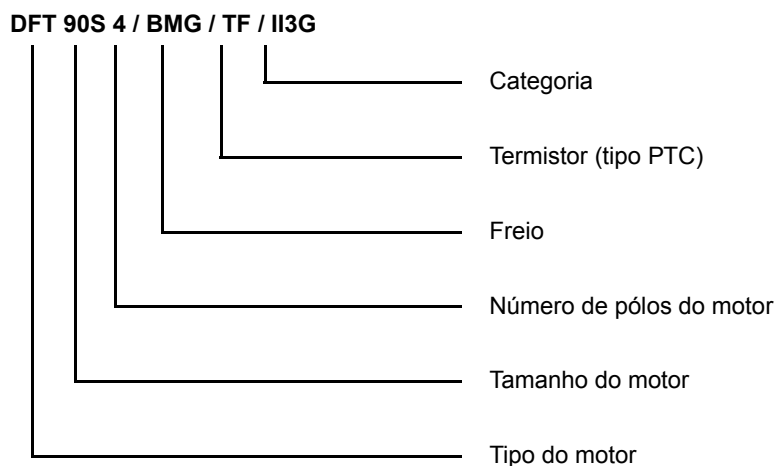 DFT 90S 4 / BMG / TF / II3G
Categoria
Termistor (tipo PTC)
Freio
Número de pólos do motor
Tamanho do motor
Tipo do motor